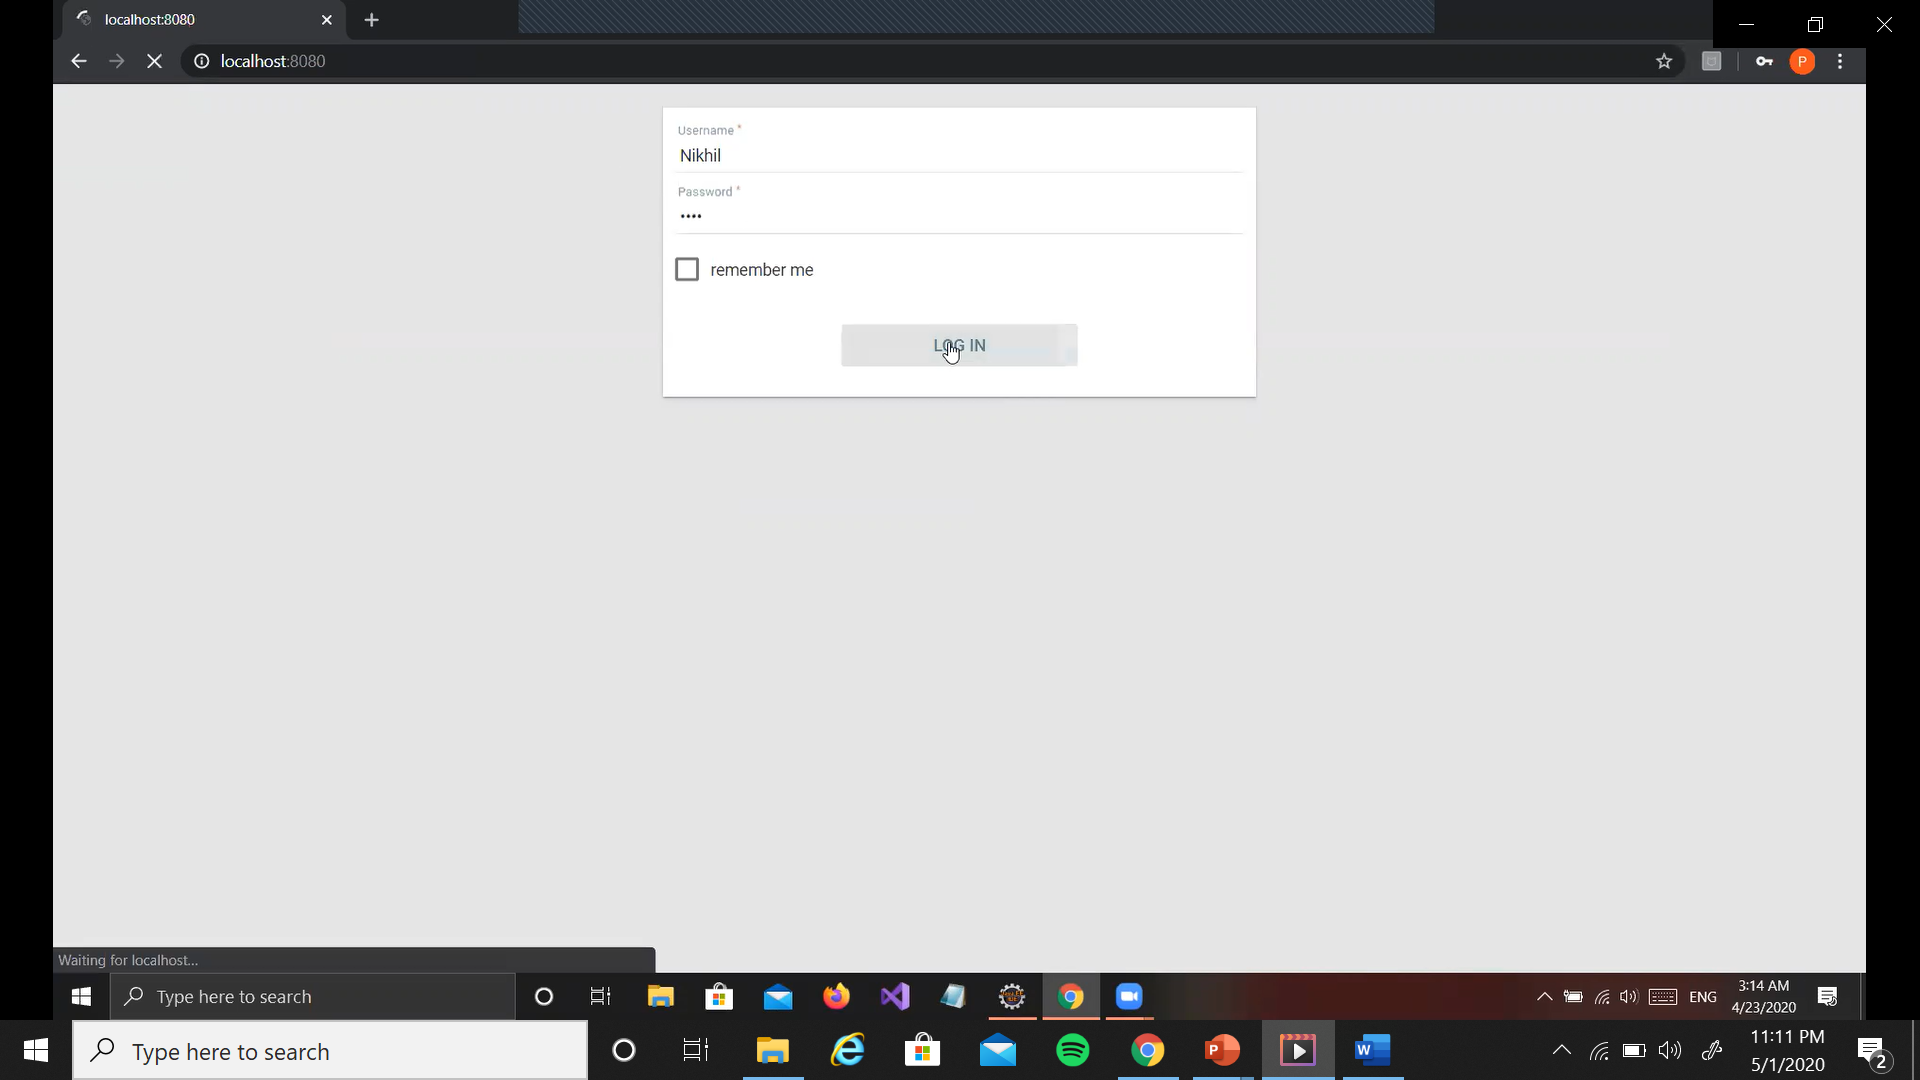 localhost:8080
localhost:8080
P
Username *
Nikhil
Password *
••••
remember me
LOG IN
Waiting for localhost...
Type here to search
ENG
3:14 AM
4/23/2020
Type here to search
11:11 PM
5/1/2020
2